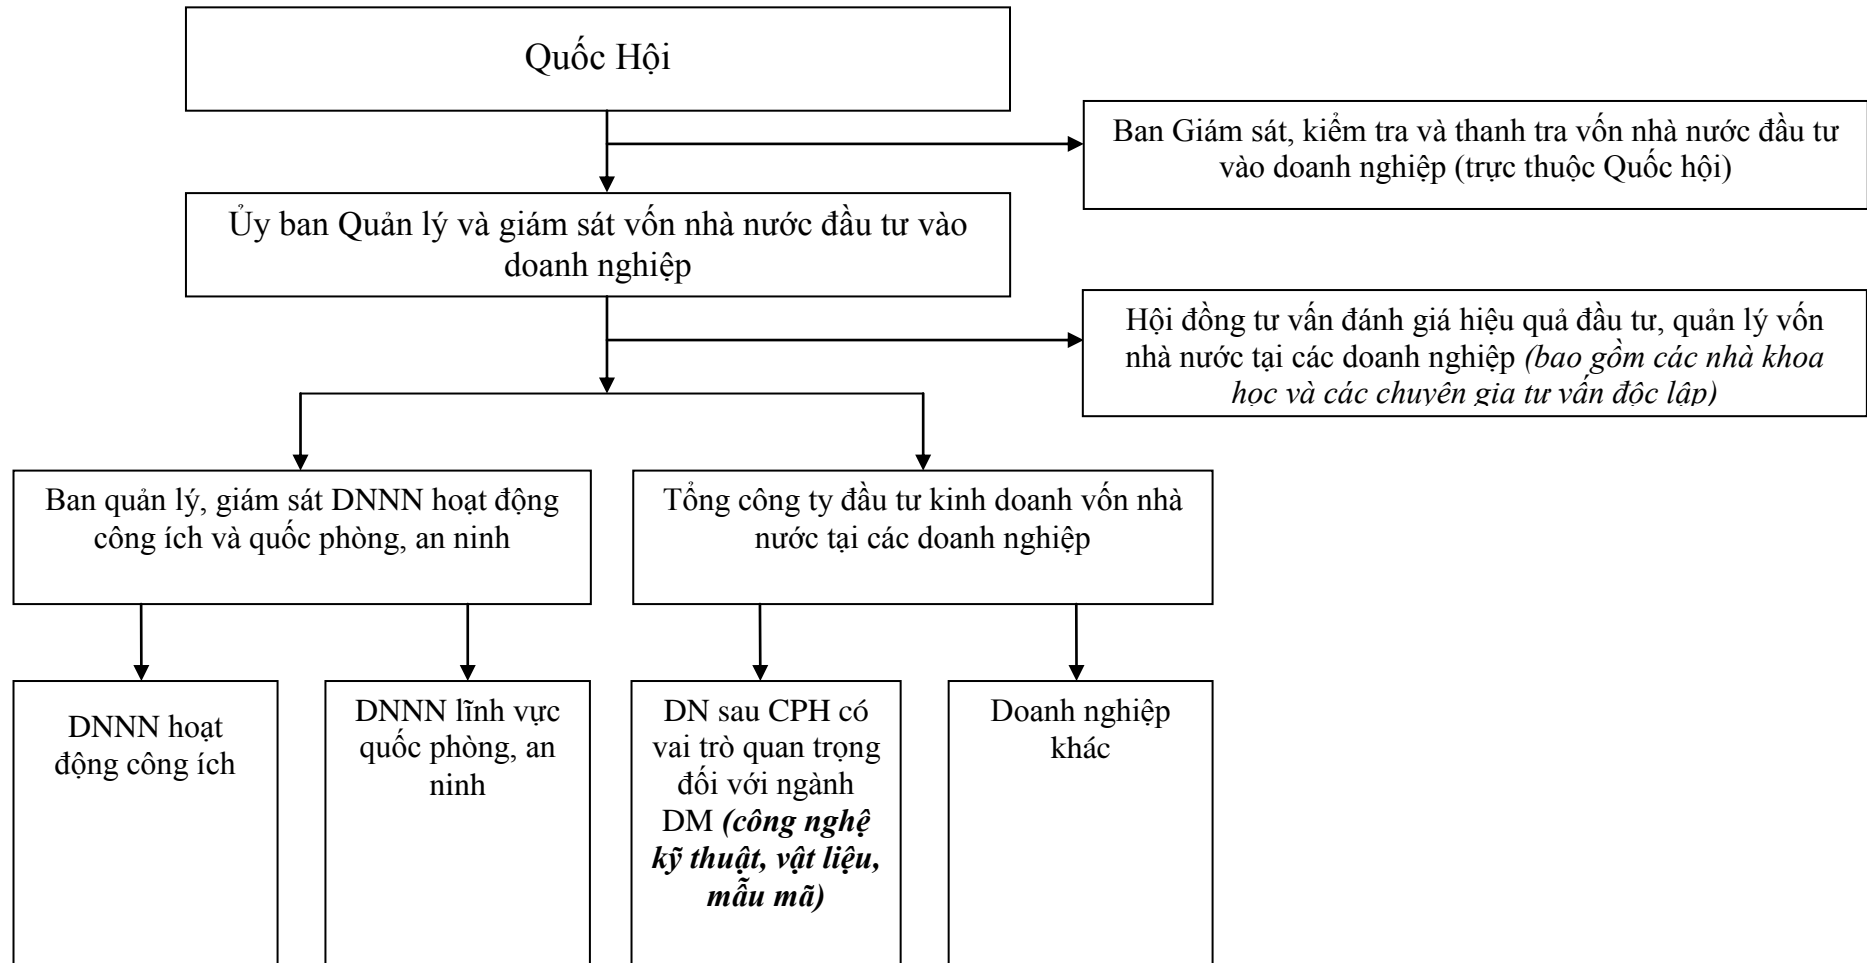 Quốc Hội
Ban Giám sát, kiểm tra và thanh tra vốn nhà nước đầu tư
vào doanh nghiệp (trực thuộc Quốc hội)
Ủy ban Quản lý và giám sát vốn nhà nước đầu tư vào
doanh nghiệp
Hội đồng tư vấn đánh giá hiệu quả đầu tư, quản lý vốn
nhà nước tại các doanh nghiệp (bao gồm các nhà khoa
học và các chuyên gia tư vấn độc lập)
Ban quản lý, giám sát DNNN hoạt động
công ích và quốc phòng, an ninh
Tổng công ty đầu tư kinh doanh vốn nhà
nước tại các doanh nghiệp
DNNN hoạt
động công ích
DNNN lĩnh vực
quốc phòng, an
ninh
DN sau CPH có
vai trò quan trọng
đối với ngành
DM (công nghệ
kỹ thuật, vật liệu,
mẫu mã)
Doanh nghiệp
khác